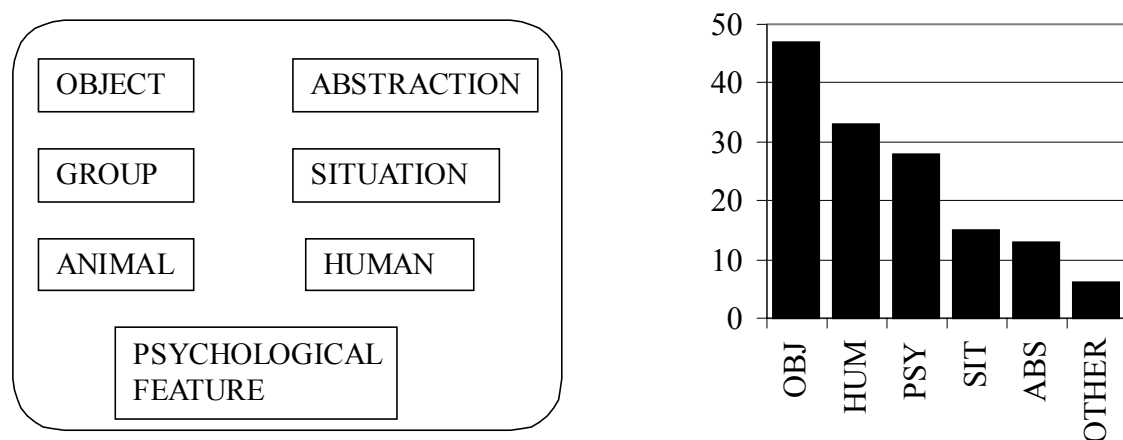 OBJECT
ABSTRACTION
GROUP
SITUATION
ANIMAL
HUMAN
PSYCHOLOGICAL
FEATURE
50
40
30
20
10
0
OBJ
HUM
PSY
SIT
ABS
OTHER